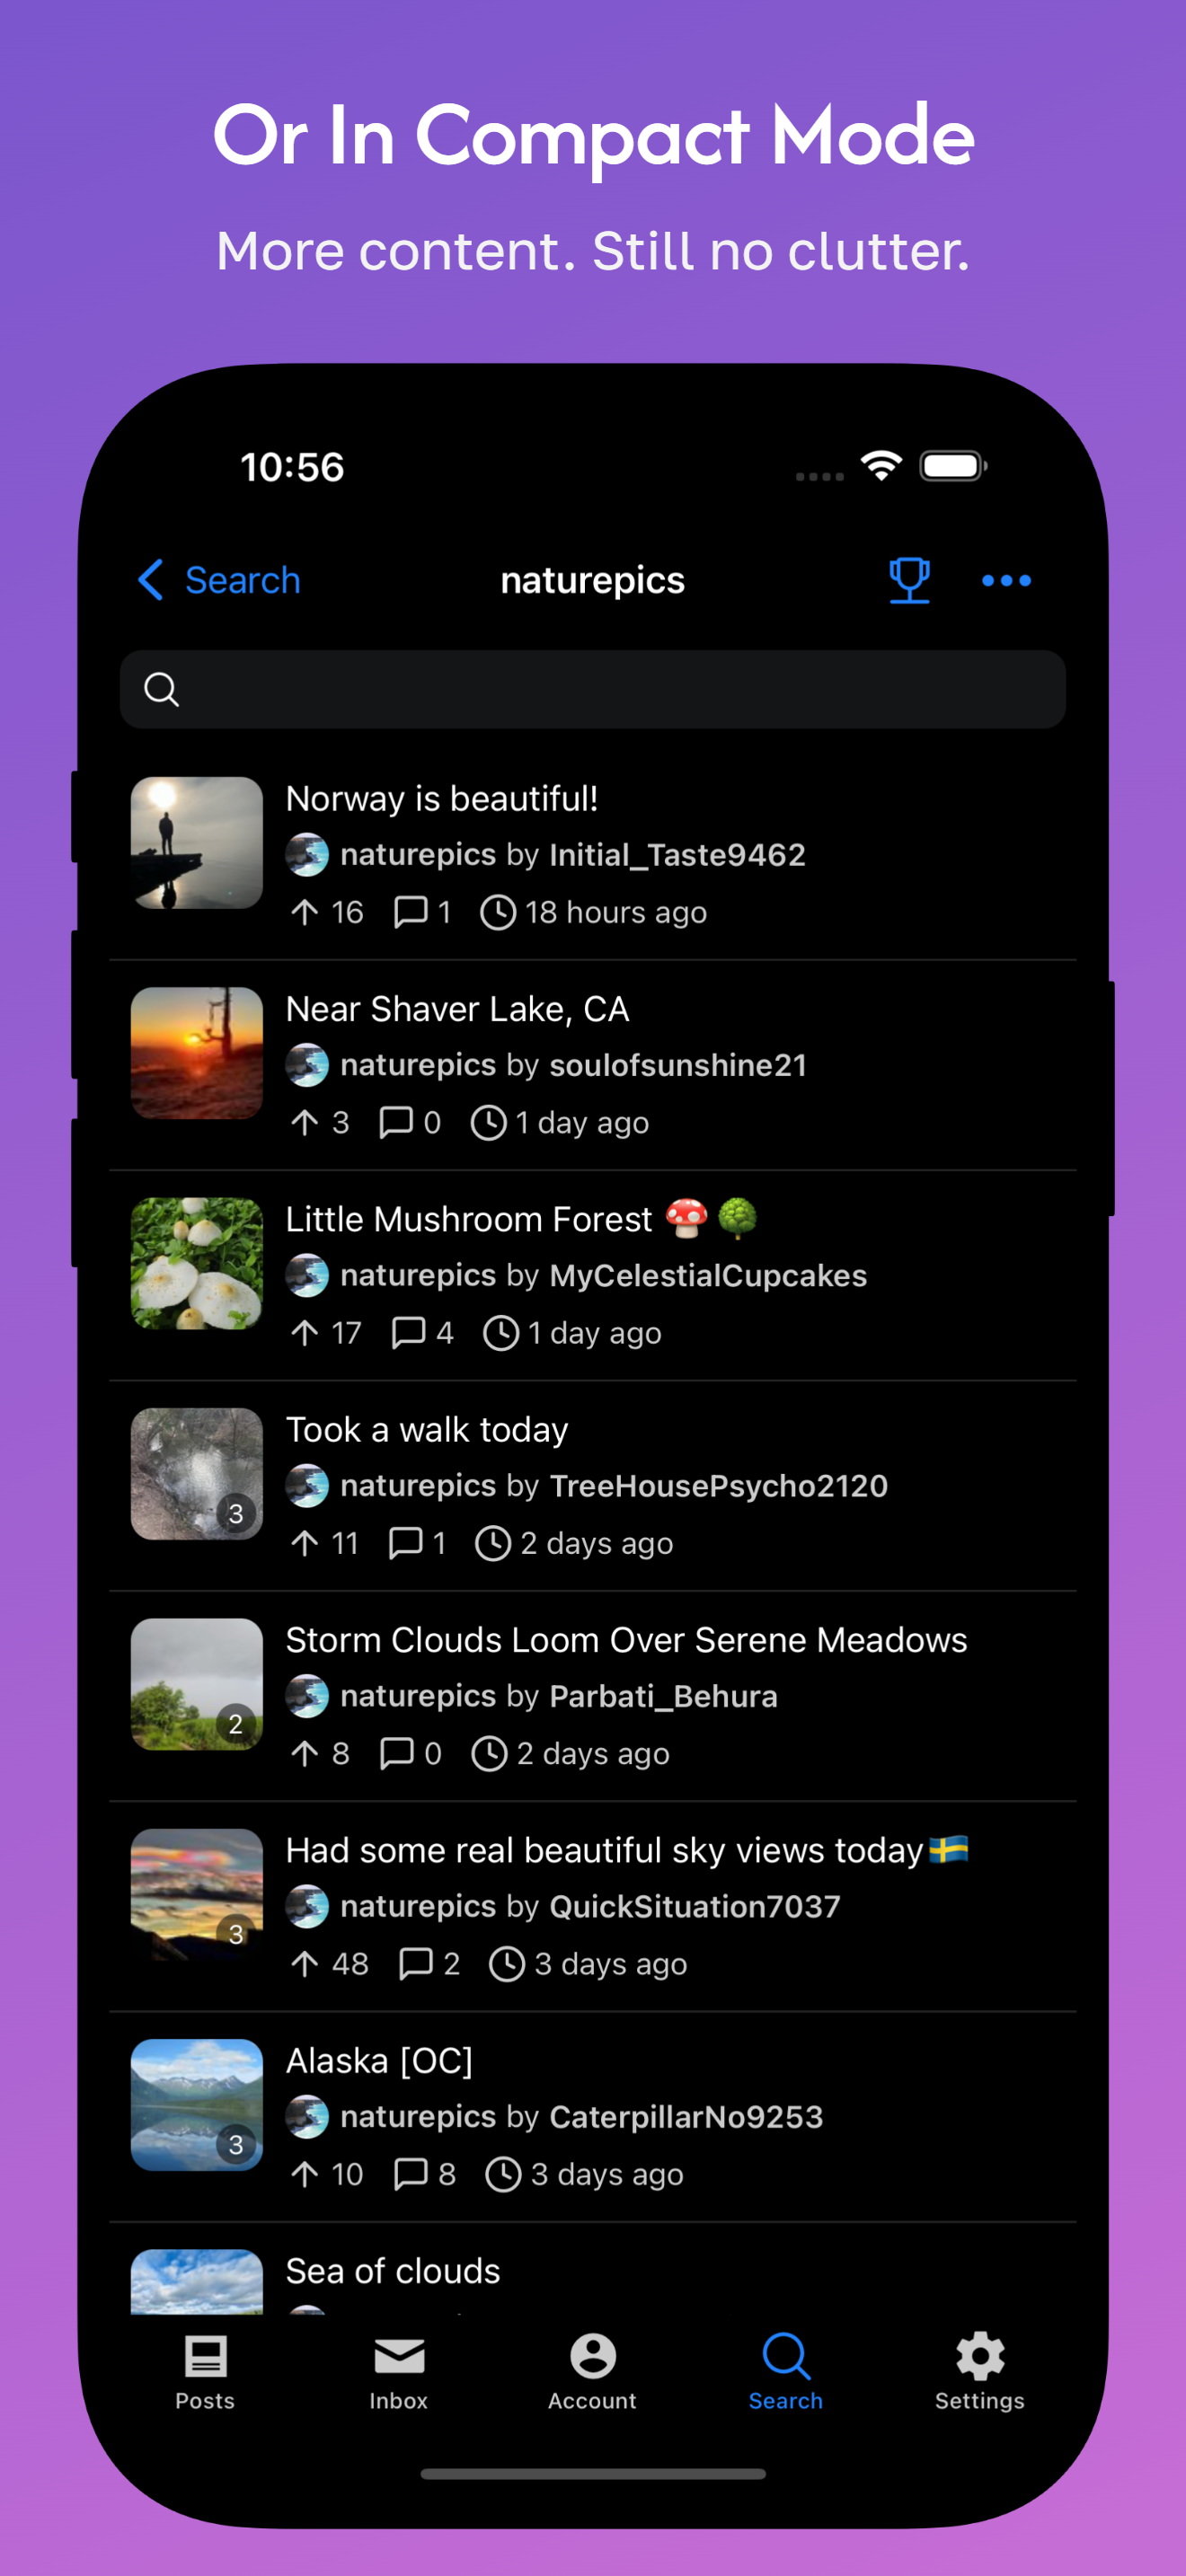 Or In Compact Mode
More content. Still no clutter.
10:56
Search naturepics
Norway is beautiful!
naturepics by Initial_Taste9462
16 1 18 hours ago
Near Shaver Lake, CA
naturepics by soulofsunshine21
3 0 1 day ago
Little Mushroom Forest 🍄🌳
naturepics by MyCelestialCupcakes
17 4 1 day ago
Took a walk today
naturepics by TreeHousePsycho2120
3
11 1 2 days ago
Storm Clouds Loom Over Serene Meadows
naturepics by Parbati_Behura
2
8 0 2 days ago
Had some real beautiful sky views today🇸🇪
naturepics by QuickSituation7037
3
48 2 3 days ago
Alaska [OC]
naturepics by CaterpillarNo9253
3
10 8 3 days ago
Sea of clouds
Posts Inbox Account Search Settings